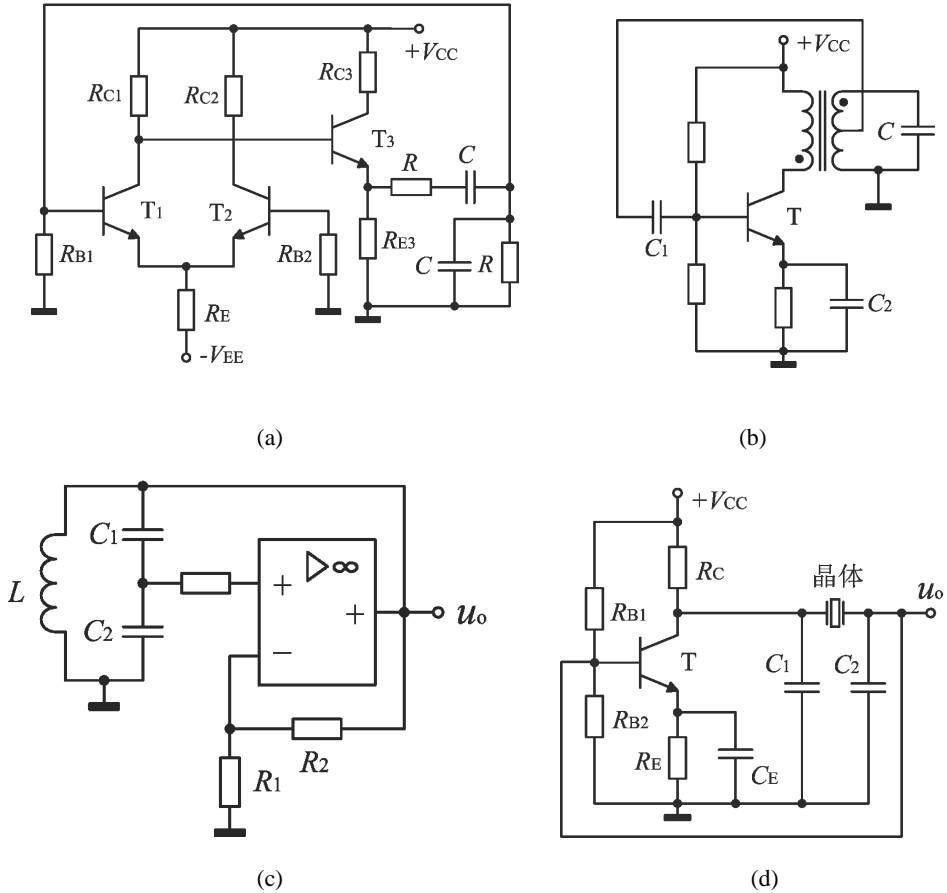 +VCC
RC1
RC2
RC3
T3
R
C
T1
T2
RB1
RB2
RE3
C
R
RE
-VEE
(a)
+VCC
C
T
C1
C2
(b)
C1
L
C2
▷∞
+
+
−
uo
R2
R1
(c)
+VCC
RC
晶体
uo
RB1
T
C1
C2
RB2
RE
CE
(d)